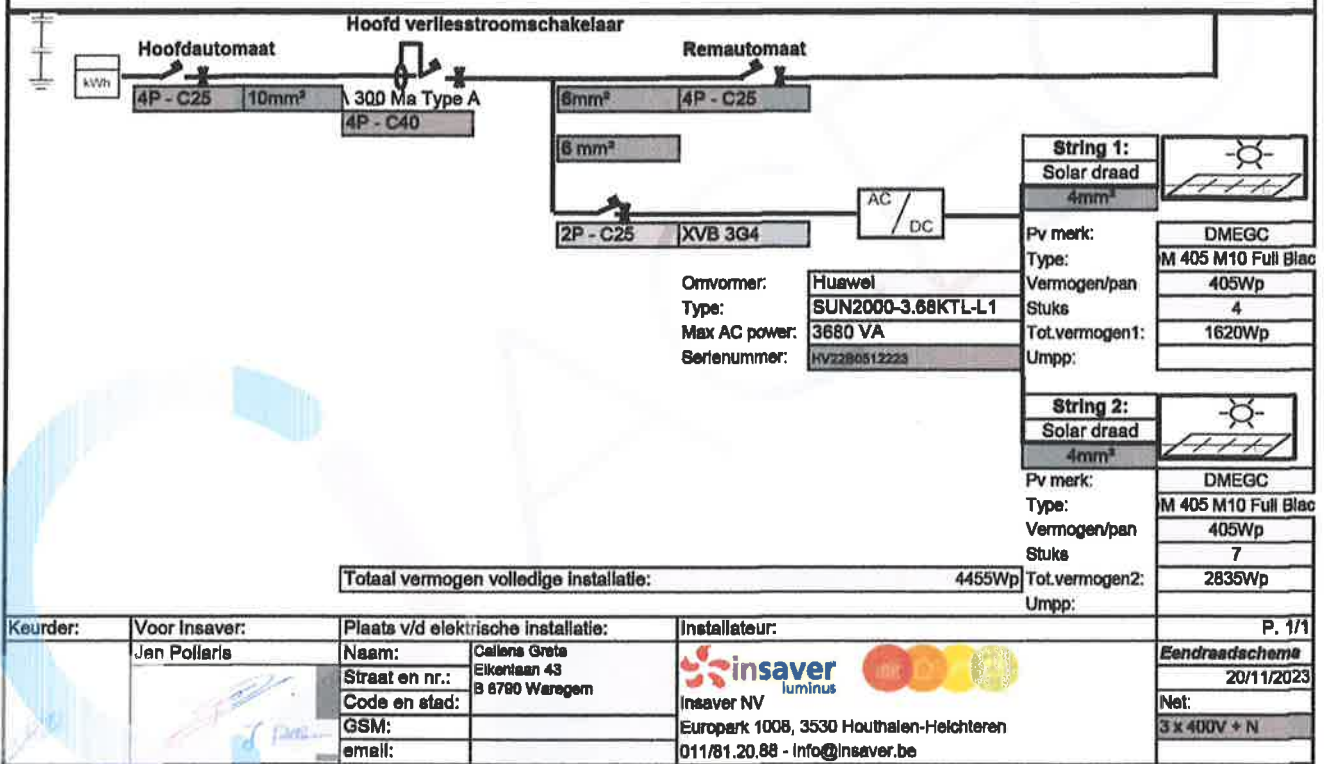 Hoofd verliesstroomschakelaar
Hoofdautomaat
Remautomaat
kWh
4P - C25 10mm²
\ 300 Ma Type A
4P - C40
6mm² 4P - C25
6 mm²
2P - C25 XVB 3G4
AC / DC
String 1:
Solar draad
4mm²
Pv merk: DMEGC
Type: M 405 M10 Full Blac
Vermogen/pan 405Wp
Stuks 4
Tot.vermogen1: 1620Wp
Umpp:
Omvormer: Huawei
Type: SUN2000-3.68KTL-L1
Max AC power: 3680 VA
Serienummer: HV22B0512223
String 2:
Solar draad
4mm²
Pv merk: DMEGC
Type: M 405 M10 Full Blac
Vermogen/pan 405Wp
Stuks 7
Tot.vermogen2: 2835Wp
Umpp:
Totaal vermogen volledige installatie: 4455Wp
Keurder:
Voor Insaver:
Jan Pollaris
Plaats v/d elektrische installatie:
Naam: Callens Greta
Straat en nr.: Eikenlaan 43
Code en stad: B 8790 Waregem
GSM:
email:
Installateur:
insaver
luminus
Insaver NV
Europark 1008, 3530 Houthalen-Helchteren
011/81.20.88 - info@insaver.be
P. 1/1
Eendraadschema
20/11/2023
Net:
3 x 400V + N